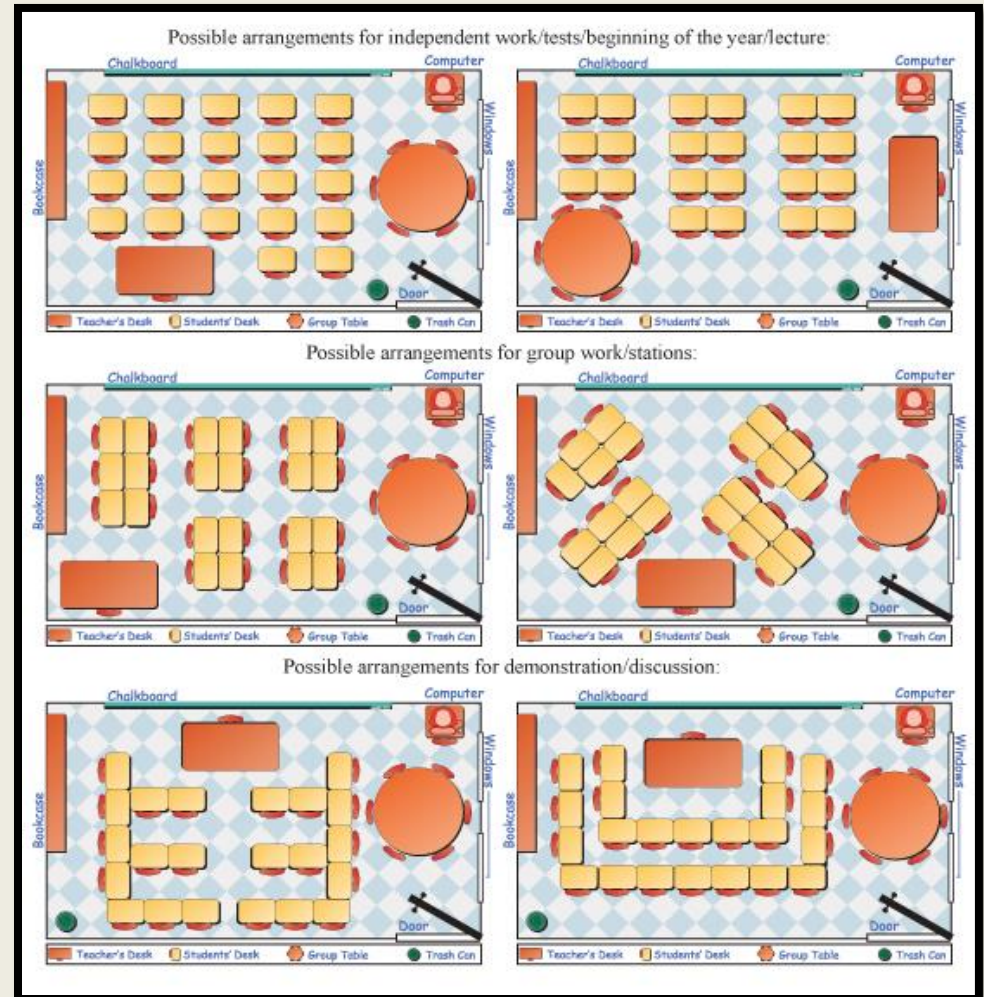 Possible arrangements for independent work/tests/beginning of the year/lecture:
Chalkboard
Computer
Bookcase
Windows
Door
Teacher's Desk Students' Desk Group Table Trash Can
Chalkboard
Computer
Bookcase
Windows
Door
Teacher's Desk Students' Desk Group Table Trash Can
Possible arrangements for group work/stations:
Chalkboard
Computer
Bookcase
Windows
Door
Teacher's Desk Students' Desk Group Table Trash Can
Chalkboard
Computer
Bookcase
Windows
Door
Teacher's Desk Students' Desk Group Table Trash Can
Possible arrangements for demonstration/discussion:
Chalkboard
Computer
Bookcase
Windows
Door
Teacher's Desk Students' Desk Group Table Trash Can
Chalkboard
Computer
Bookcase
Windows
Door
Teacher's Desk Students' Desk Group Table Trash Can